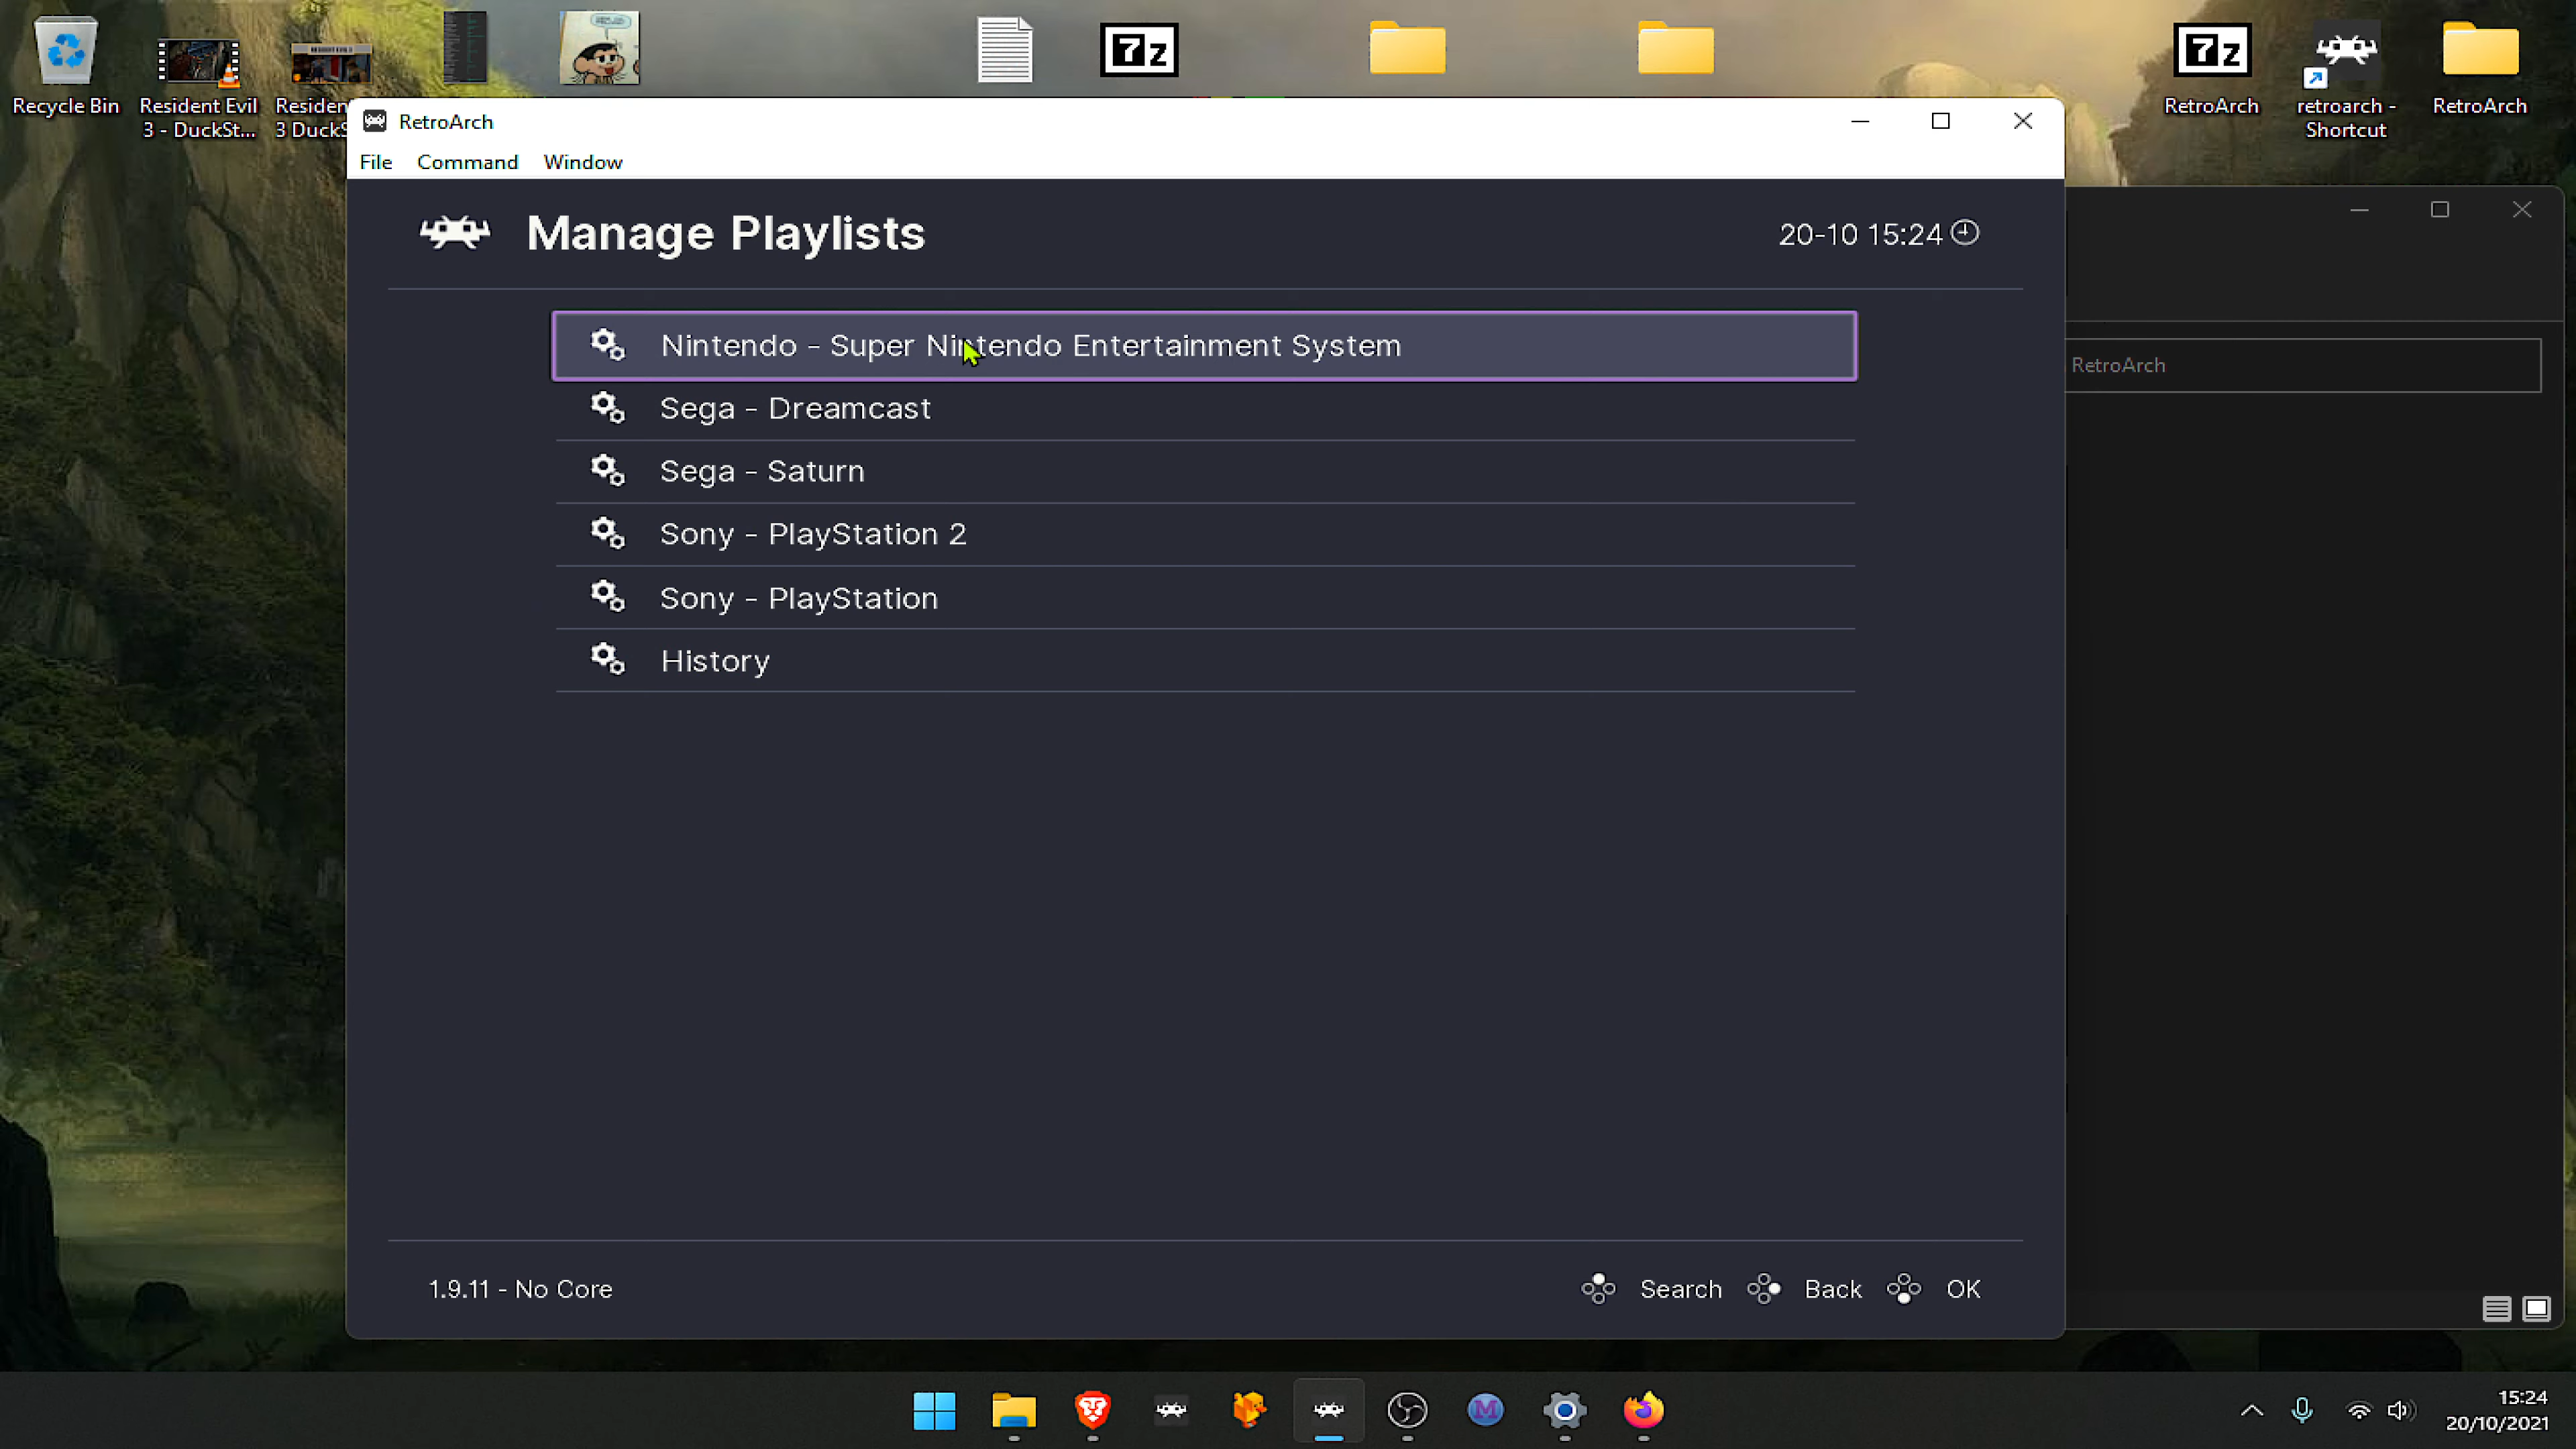 Recycle Bin
Resident Evil
3 - DuckSt...
Residen
3 DuckS
7z
7z
RetroArch
retroarch -
Shortcut
RetroArch
RetroArch
File Command Window
Manage Playlists
20-10 15:24
Nintendo - Super Nintendo Entertainment System
Sega - Dreamcast
Sega - Saturn
Sony - PlayStation 2
Sony - PlayStation
History
RetroArch
1.9.11 - No Core
Search Back OK
M
15:24
20/10/2021